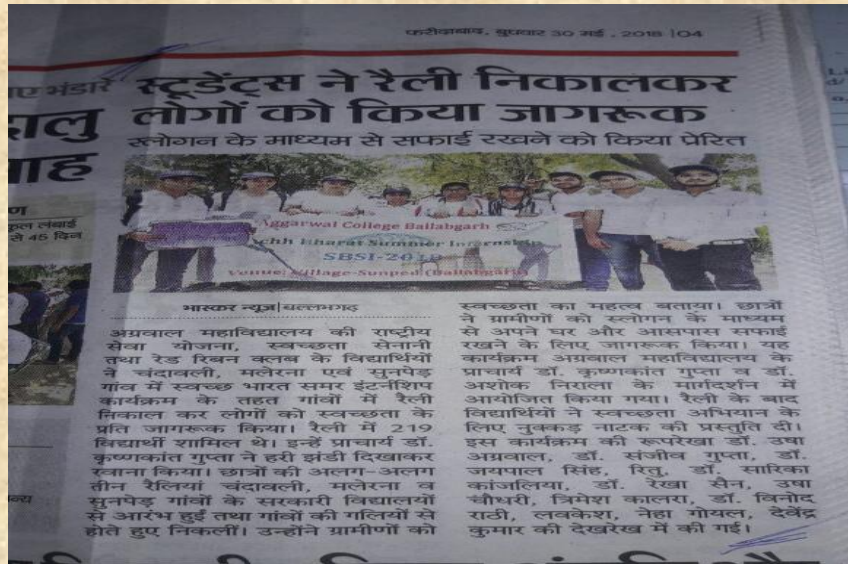 फरीदाबाद, बुधवार 30 मई, 2018 |04
ए भंडारे
ालु
ाह
ण
कुल लंबाई
से 45 दिन
स्टूडेंट्स ने रैली निकालकर
लोगों को किया जागरूक
स्लोगन के माध्यम से सफाई रखने को किया प्रेरित
Aggarwal College Ballabgarh
chh Bharat Summer Internship
SBSI-2018
Venue: Village-Sunped (Ballabgarh)
भास्कर न्यूज|बल्लभगढ़
अग्रवाल महाविद्यालय की राष्ट्रीय
सेवा योजना, स्वच्छता सेनानी
तथा रेड रिबन क्लब के विद्यार्थियों
ने चंदावली, मलेरना एवं सुनपेड़
गांव में स्वच्छ भारत समर इंटर्नशिप
कार्यक्रम के तहत गांवों में रैली
निकाल कर लोगों को स्वच्छता के
प्रति जागरूक किया। रैली में 219
विद्यार्थी शामिल थे। इन्हें प्राचार्य डॉ.
कृष्णकांत गुप्ता ने हरी झंडी दिखाकर
रवाना किया। छात्रों की अलग-अलग
तीन रैलियां चंदावली, मलेरना व
सुनपेड़ गांवों के सरकारी विद्यालयों
से आरंभ हुईं तथा गांवों की गलियों से
होते हुए निकलीं। उन्होंने ग्रामीणों को
स्वच्छता का महत्व बताया। छात्रों
ने ग्रामीणों को स्लोगन के माध्यम
से अपने घर और आसपास सफाई
रखने के लिए जागरूक किया। यह
कार्यक्रम अग्रवाल महाविद्यालय के
प्राचार्य डॉ. कृष्णकांत गुप्ता व डॉ.
अशोक निराला के मार्गदर्शन में
आयोजित किया गया। रैली के बाद
विद्यार्थियों ने स्वच्छता अभियान के
लिए नुक्कड़ नाटक की प्रस्तुति दी।
इस कार्यक्रम की रूपरेखा डॉ. उषा
अग्रवाल, डॉ. संजीव गुप्ता, डॉ.
जयपाल सिंह, रितु, डॉ. सारिका
कांजलिया, डॉ. रेखा सैन, उषा
चौधरी, त्रिमेश कालरा, डॉ. विनोद
राठी, लवकेश, नेहा गोयल, देवेंद्र
कुमार की देखरेख में की गई।